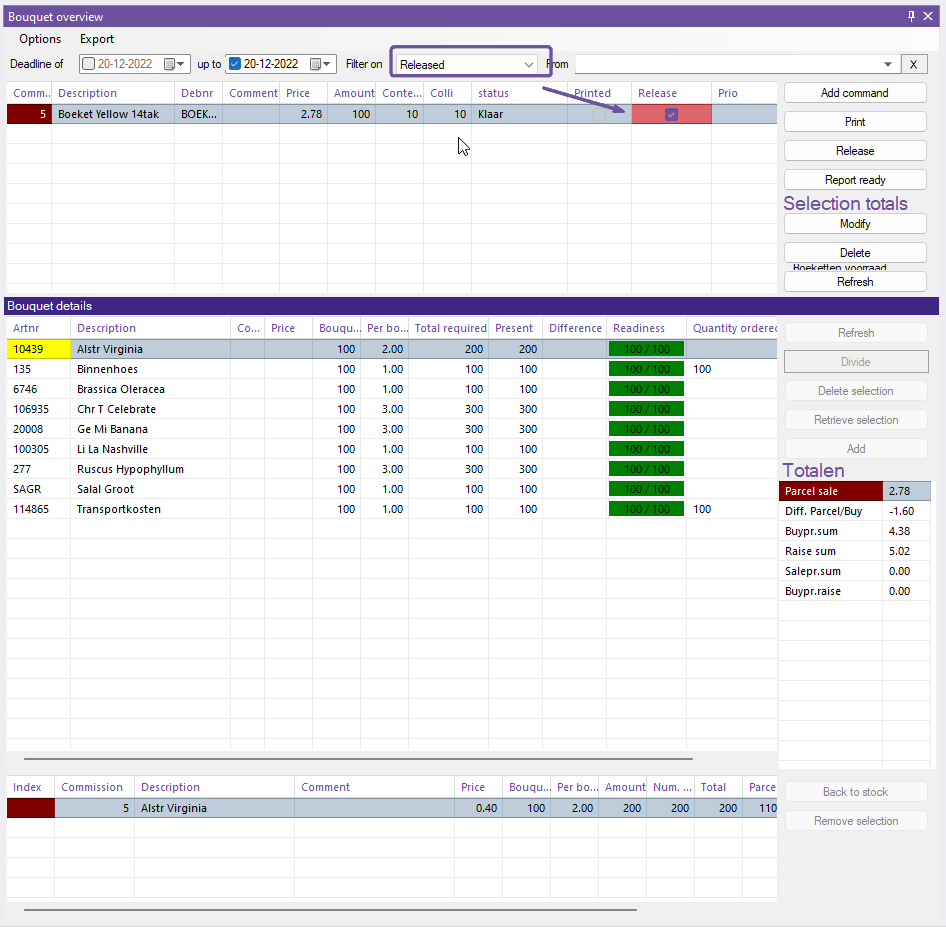 Bouquet overview
Options Export
Deadline of 20-12-2022 up to 20-12-2022 Filter on Released From X
Comm... Description Debnr Comment Price Amount Conte... Colli status Printed Release Prio
5 Boeket Yellow 14tak BOEK... 2.78 100 10 10 Klaar
Add command
Print
Release
Report ready
Selection totals
Modify
Delete
Boeketten voorraad
Refresh
Bouquet details
Artnr Description Co... Price Bouqu... Per bo... Total required Present Difference Readiness Quantity ordered
10439 Alstr Virginia 100 2.00 200 200 100 / 100
135 Binnenhoes 100 1.00 100 100 100 / 100 100
6746 Brassica Oleracea 100 1.00 100 100 100 / 100
106935 Chr T Celebrate 100 3.00 300 300 100 / 100
20008 Ge Mi Banana 100 3.00 300 300 100 / 100
100305 Li La Nashville 100 1.00 100 100 100 / 100
277 Ruscus Hypophyllum 100 3.00 300 300 100 / 100
SAGR Salal Groot 100 1.00 100 100 100 / 100
114865 Transportkosten 100 1.00 100 100 100 / 100 100
Refresh
Divide
Delete selection
Retrieve selection
Add
Totalen
Parcel sale 2.78
Diff. Parcel/Buy -1.60
Buypr.sum 4.38
Raise sum 5.02
Salepr.sum 0.00
Buypr.raise 0.00
Index Commission Description Comment Price Bouqu... Per bo... Amount Num. ... Total Parce
5 Alstr Virginia 0.40 100 2.00 200 200 200 110
Back to stock
Remove selection